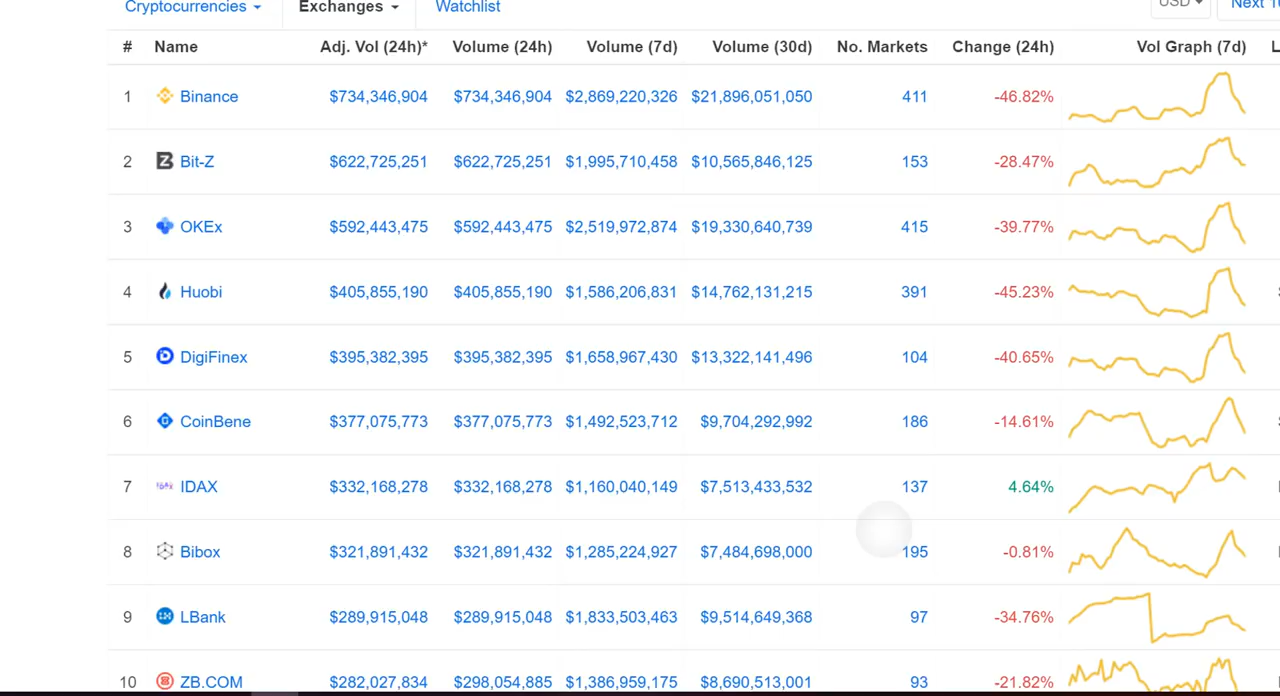 Cryptocurrencies Exchanges Watchlist USD Next 10
# Name Adj. Vol (24h)* Volume (24h) Volume (7d) Volume (30d) No. Markets Change (24h) Vol Graph (7d)
1 Binance $734,346,904 $734,346,904 $2,869,220,326 $21,896,051,050 411 -46.82%
2 Bit-Z $622,725,251 $622,725,251 $1,995,710,458 $10,565,846,125 153 -28.47%
3 OKEx $592,443,475 $592,443,475 $2,519,972,874 $19,330,640,739 415 -39.77%
4 Huobi $405,855,190 $405,855,190 $1,586,206,831 $14,762,131,215 391 -45.23%
5 DigiFinex $395,382,395 $395,382,395 $1,658,967,430 $13,322,141,496 104 -40.65%
6 CoinBene $377,075,773 $377,075,773 $1,492,523,712 $9,704,292,992 186 -14.61%
7 IDAX $332,168,278 $332,168,278 $1,160,040,149 $7,513,433,532 137 4.64%
8 Bibox $321,891,432 $321,891,432 $1,285,224,927 $7,484,698,000 195 -0.81%
9 LBank $289,915,048 $289,915,048 $1,833,503,463 $9,514,649,368 97 -34.76%
10 ZB.COM $282,027,834 $298,054,885 $1,386,959,175 $8,690,513,001 93 -21.82%